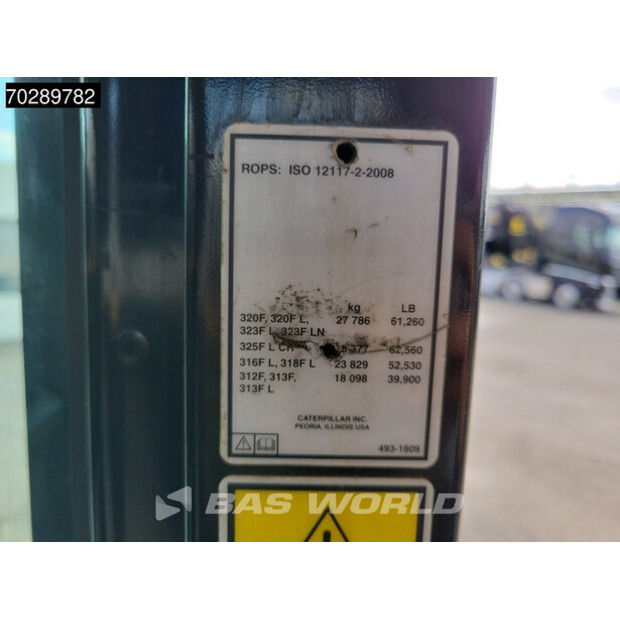 70289782
ROPS: ISO 12117-2-2008
kg LB
320F, 320F L, 27 786 61,260
323F L, 323F LN
325F L 62,560
316F L, 318F L 23 829 52,530
312F, 313F, 18 098 39,900
313F L
CATERPILLAR INC.
PEORIA, ILLINOIS USA
493-1609
BAS WORLD